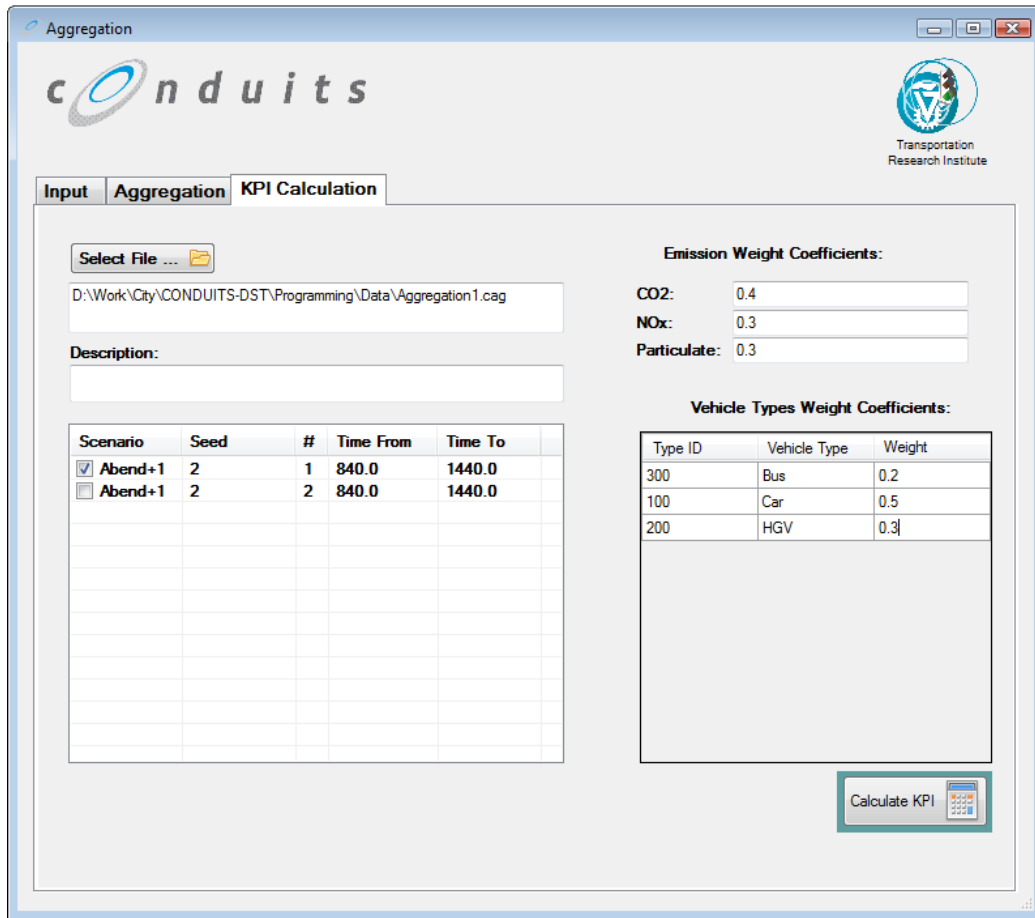 Aggregation
conduits
Transportation
Research Institute
Input Aggregation KPI Calculation
Select File ...
D:\Work\City\CONDUITS-DST\Programming\Data\Aggregation1.cag
Description:
Scenario Seed # Time From Time To
Abend+1 2 1 840.0 1440.0
Abend+1 2 2 840.0 1440.0
Emission Weight Coefficients:
CO2: 0.4
NOx: 0.3
Particulate: 0.3
Vehicle Types Weight Coefficients:
Type ID Vehicle Type Weight
300 Bus 0.2
100 Car 0.5
200 HGV 0.3
Calculate KPI